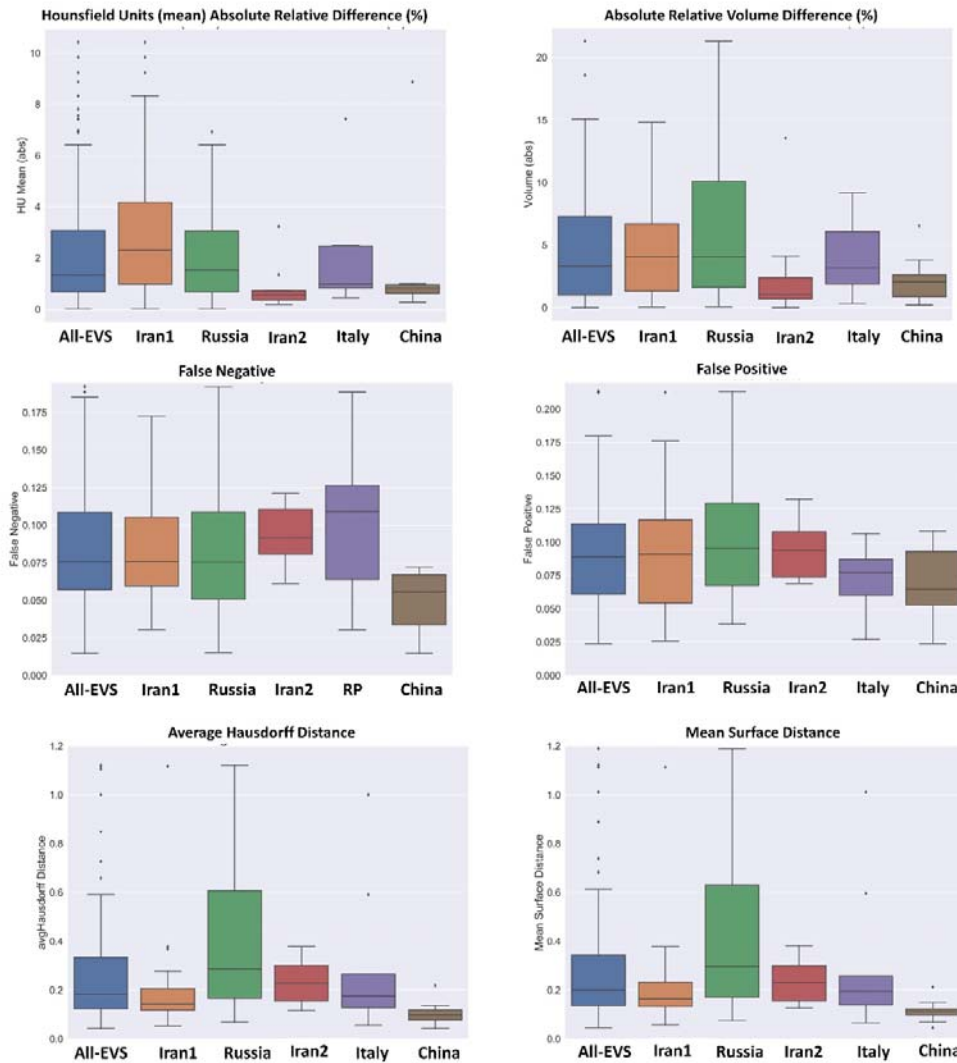 Hounsfield Units (mean) Absolute Relative Difference (%)
10
8
6
4
2
0
HU Mean (abs)
All-EVS Iran1 Russia Iran2 Italy China
Absolute Relative Volume Difference (%)
20
15
10
5
0
Volume (abs)
All-EVS Iran1 Russia Iran2 Italy China
False Negative
0.175
0.150
0.125
0.100
0.075
0.050
0.025
0.000
False Negative
All-EVS Iran1 Russia Iran2 RP China
False Positive
0.200
0.175
0.150
0.125
0.100
0.075
0.050
0.025
0.000
False Positive
All-EVS Iran1 Russia Iran2 Italy China
Average Hausdorff Distance
1.2
1.0
0.8
0.6
0.4
0.2
0.0
avgHausdorff Distance
All-EVS Iran1 Russia Iran2 Italy China
Mean Surface Distance
1.2
1.0
0.8
0.6
0.4
0.2
0.0
Mean Surface Distance
All-EVS Iran1 Russia Iran2 Italy China